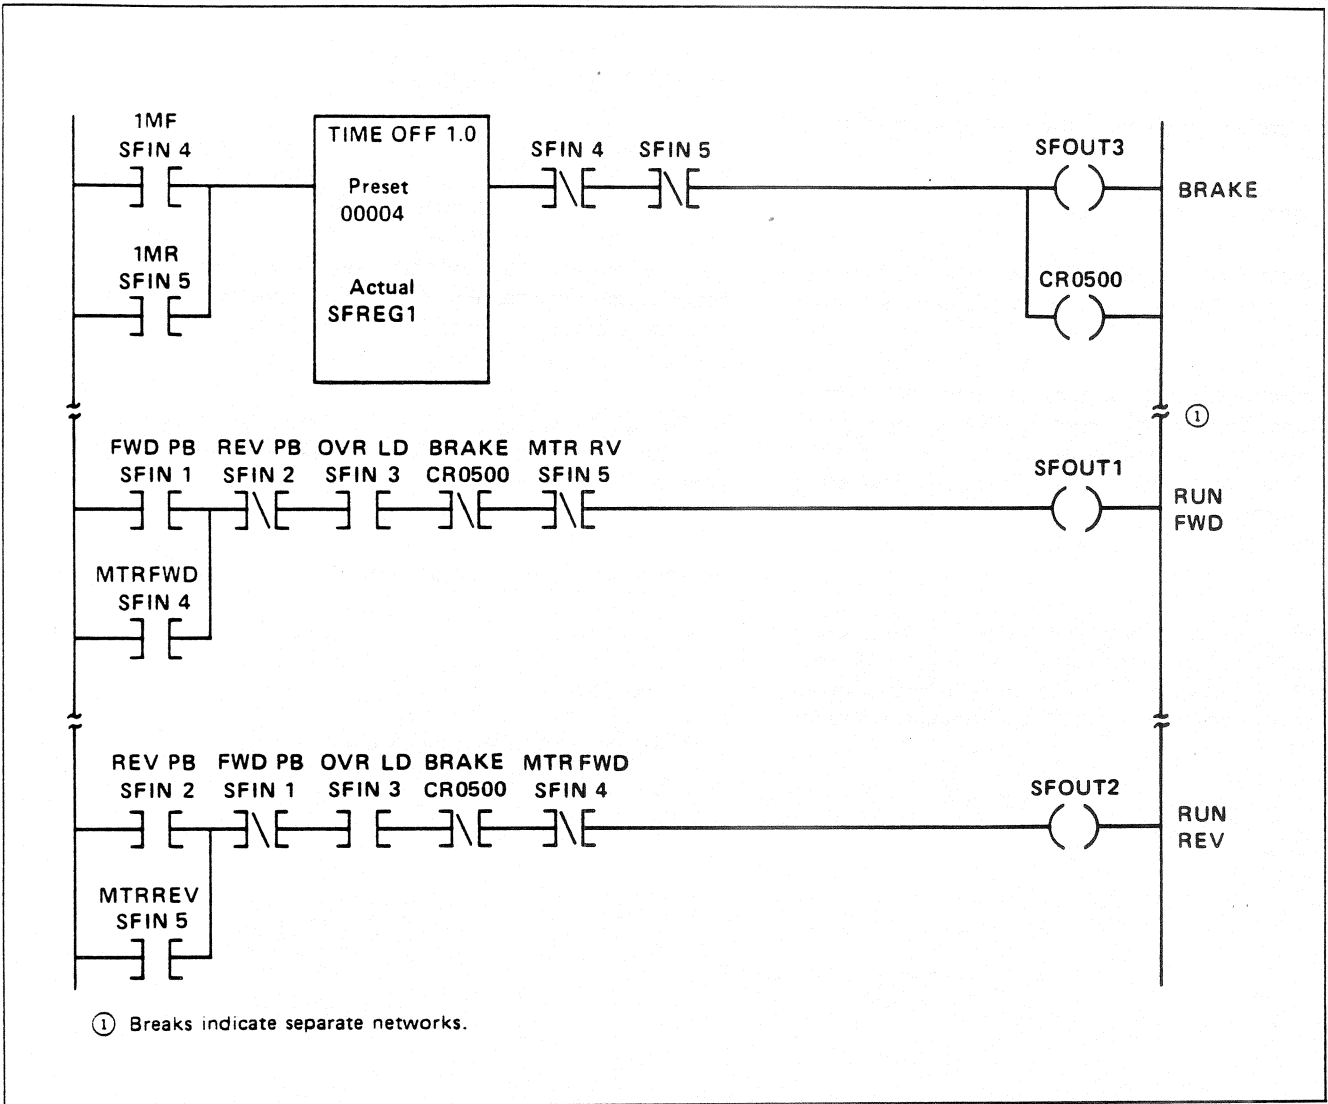 1MF
SFIN 4
TIME OFF 1.0
Preset
00004
Actual
SFREG1
1MR
SFIN 5
SFIN 4 SFIN 5
SFOUT3
BRAKE
CR0500
①
FWD PB REV PB OVR LD BRAKE MTR RV
SFIN 1 SFIN 2 SFIN 3 CR0500 SFIN 5
SFOUT1
RUN
FWD
MTRFWD
SFIN 4
REV PB FWD PB OVR LD BRAKE MTR FWD
SFIN 2 SFIN 1 SFIN 3 CR0500 SFIN 4
SFOUT2
RUN
REV
MTRREV
SFIN 5
① Breaks indicate separate networks.